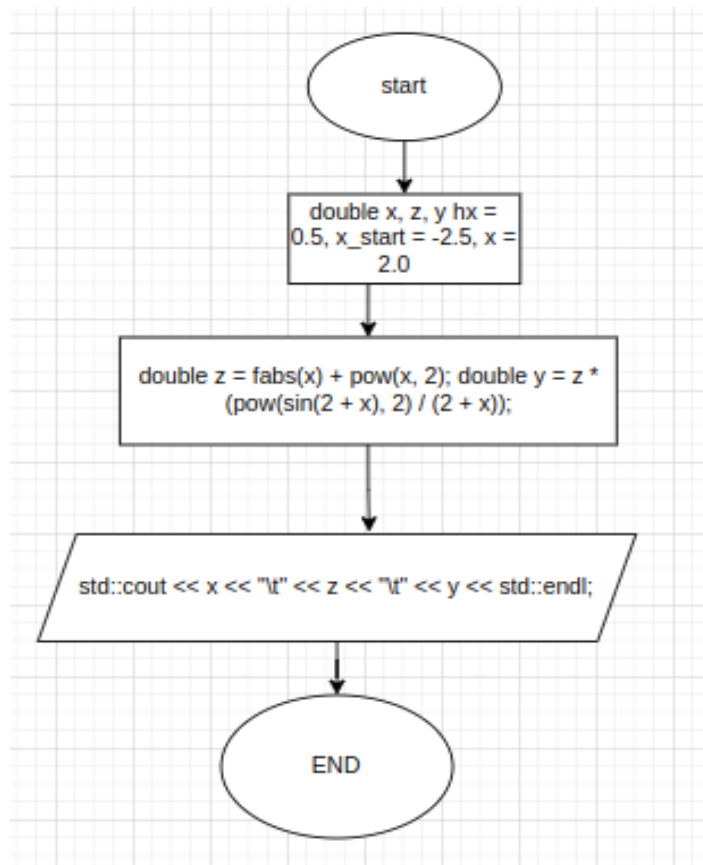 start
double x, z, y hx =
0.5, x_start = -2.5, x =
2.0
double z = fabs(x) + pow(x, 2); double y = z *
(pow(sin(2 + x), 2) / (2 + x));
std::cout << x << "\t" << z << "\t" << y << std::endl;
END